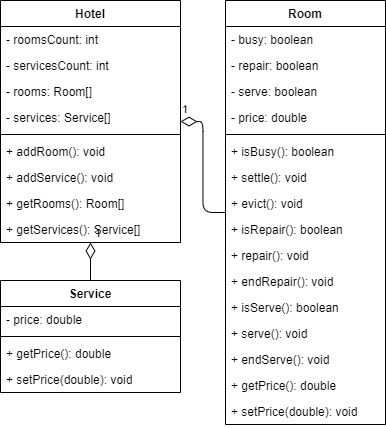 Hotel
- roomsCount: int
- servicesCount: int
- rooms: Room[]
- services: Service[]
+ addRoom(): void
+ addService(): void
+ getRooms(): Room[]
+ getServices(): Service[]
1
1
Service
- price: double
+ getPrice(): double
+ setPrice(double): void
Room
- busy: boolean
- repair: boolean
- serve: boolean
- price: double
+ isBusy(): boolean
+ settle(): void
+ evict(): void
+ isRepair(): boolean
+ repair(): void
+ endRepair(): void
+ isServe(): boolean
+ serve(): void
+ endServe(): void
+ getPrice(): double
+ setPrice(double): void